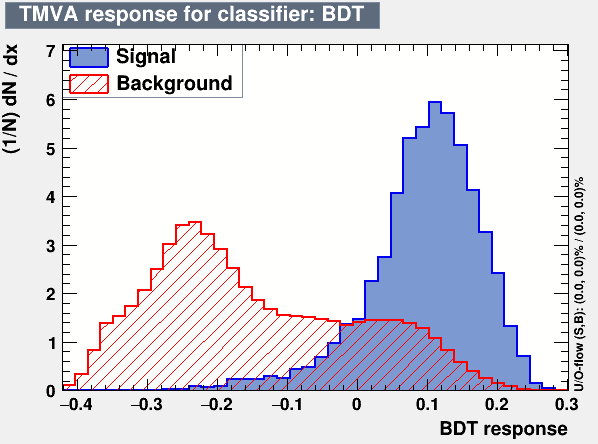 TMVA response for classifier: BDT
Signal
Background
(1/N) dN / dx
7
6
5
4
3
2
1
0
−0.4 −0.3 −0.2 −0.1 0 0.1 0.2 0.3
BDT response
U/O-flow (S,B): (0.0, 0.0)% / (0.0, 0.0)%